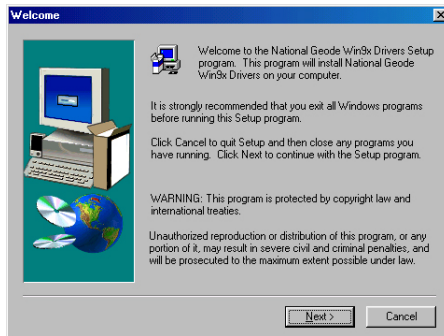 Welcome
Welcome to the National Geode Win9x Drivers Setup
program. This program will install National Geode
Win9x Drivers on your computer.
It is strongly recommended that you exit all Windows programs
before running this Setup program.
Click Cancel to quit Setup and then close any programs you
have running. Click Next to continue with the Setup program.
WARNING: This program is protected by copyright law and
international treaties.
Unauthorized reproduction or distribution of this program, or any
portion of it, may result in severe civil and criminal penalties, and
will be prosecuted to the maximum extent possible under law.
Next >
Cancel